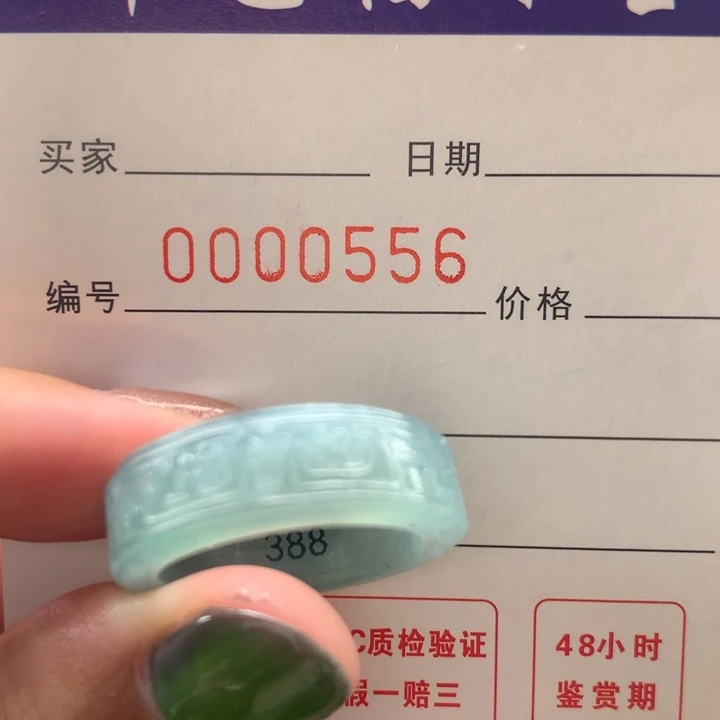 买家 日期
0000556
编号 价格
388
C质检验证
假一赔三
48小时
鉴赏期